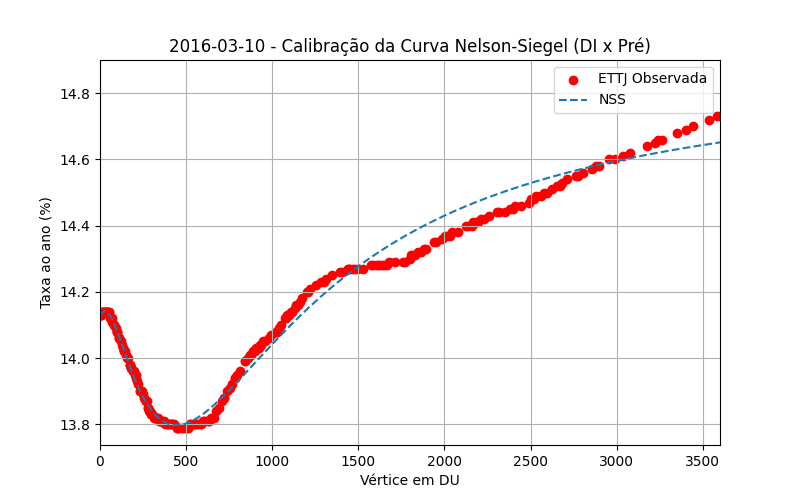 2016-03-10 - Calibração da Curva Nelson-Siegel (DI x Pré)
ETTJ Observada
NSS
Taxa ao ano (%)
14.8
14.6
14.4
14.2
14.0
13.8
0 500 1000 1500 2000 2500 3000 3500
Vértice em DU